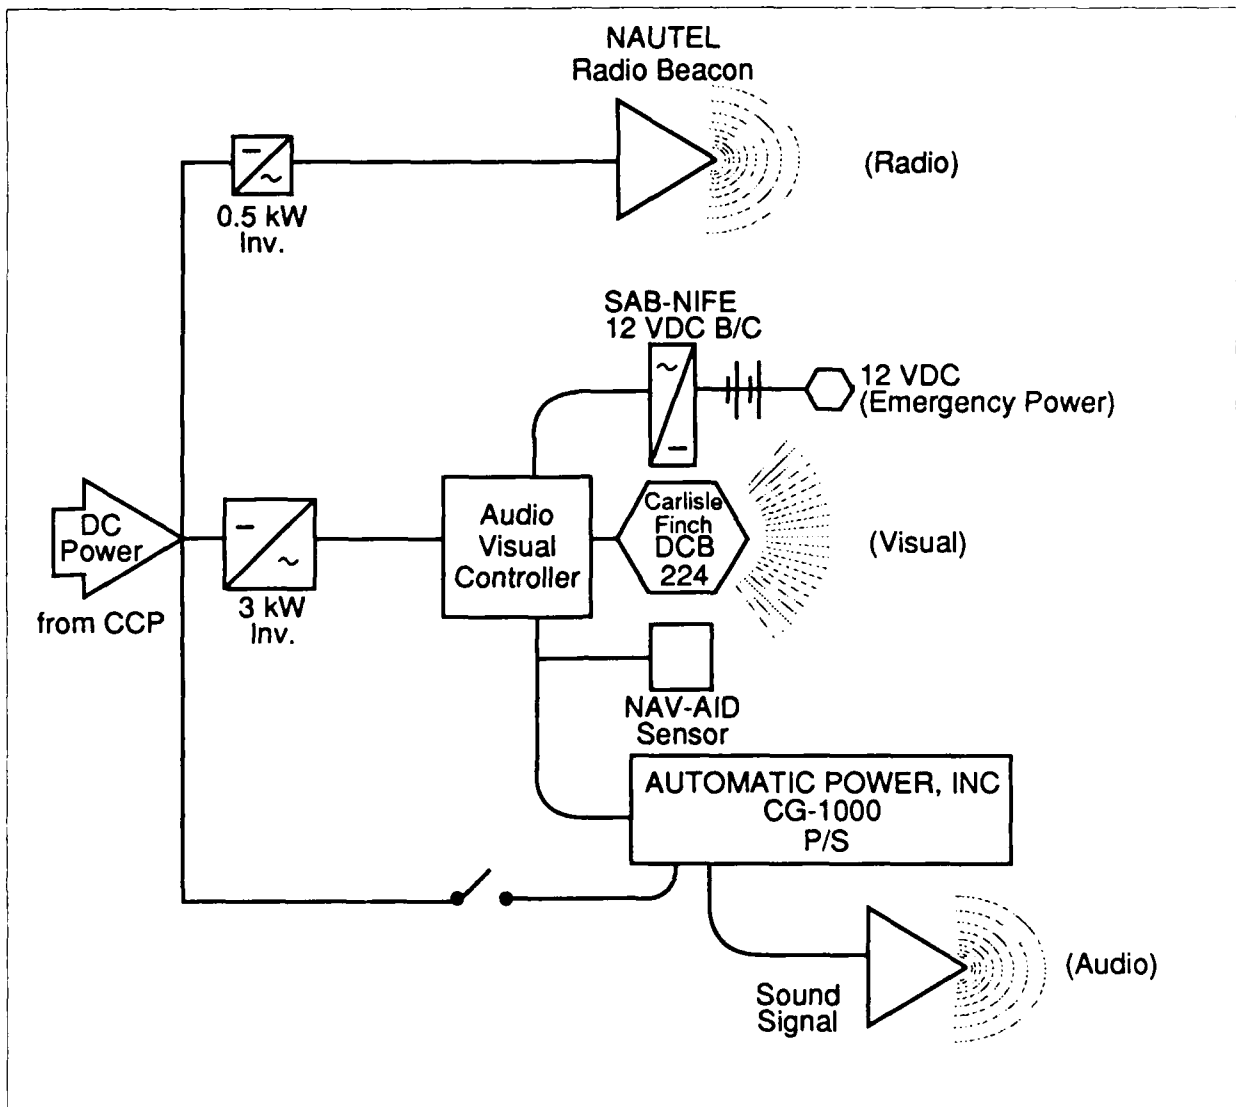 NAUTEL
Radio Beacon
(Radio)
0.5 kW
Inv.
SAB-NIFE
12 VDC B/C
12 VDC
(Emergency Power)
DC
Power
from CCP
3 kW
Inv.
Audio
Visual
Controller
Carlisle
Finch
DCB
224
(Visual)
NAV-AID
Sensor
AUTOMATIC POWER, INC
CG-1000
P/S
Sound
Signal
(Audio)